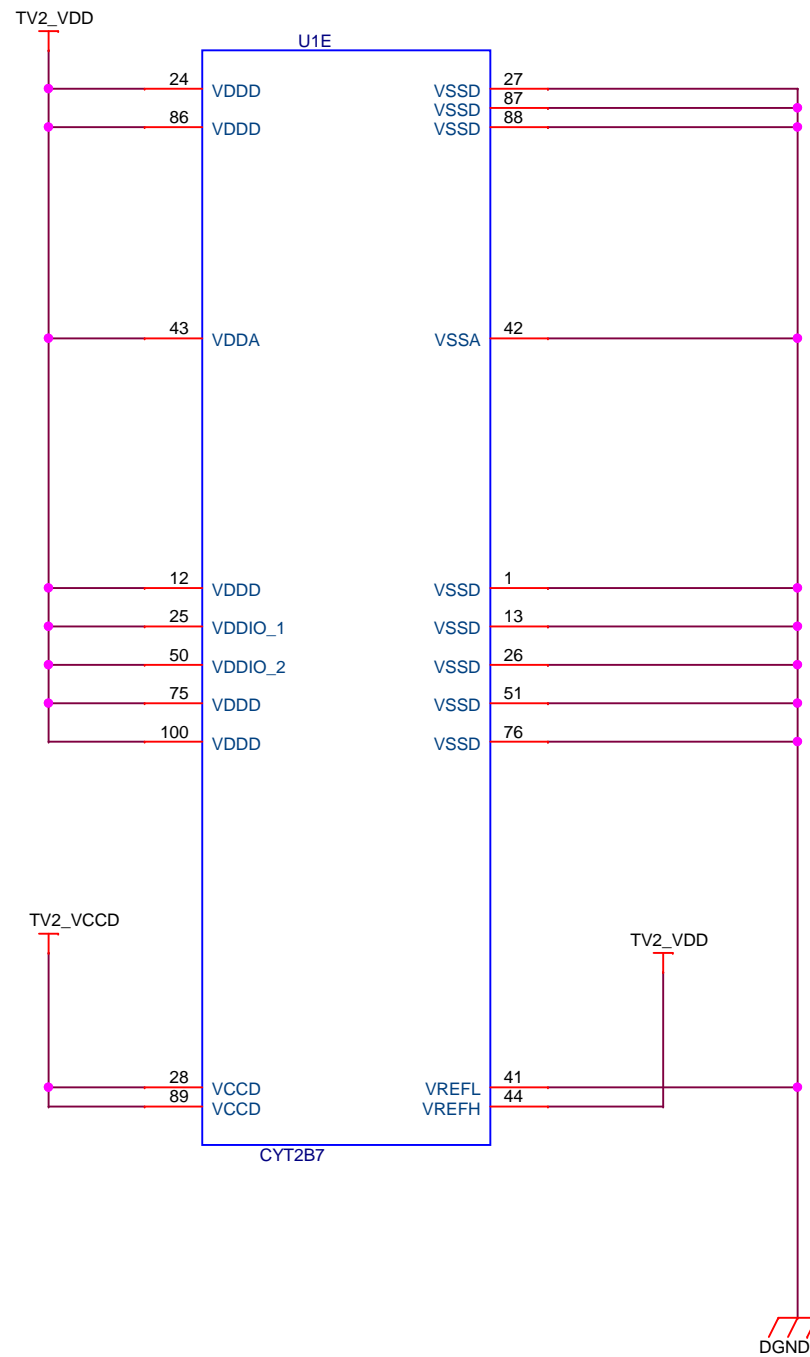 TV2_VDD
U1E
24 VDDD VSSD 27
VSSD 87
86 VDDD VSSD 88
43 VDDA VSSA 42
12 VDDD VSSD 1
25 VDDIO_1 VSSD 13
50 VDDIO_2 VSSD 26
75 VDDD VSSD 51
100 VDDD VSSD 76
TV2_VCCD
TV2_VDD
28 VCCD VREFL 41
89 VCCD VREFH 44
CYT2B7
DGND